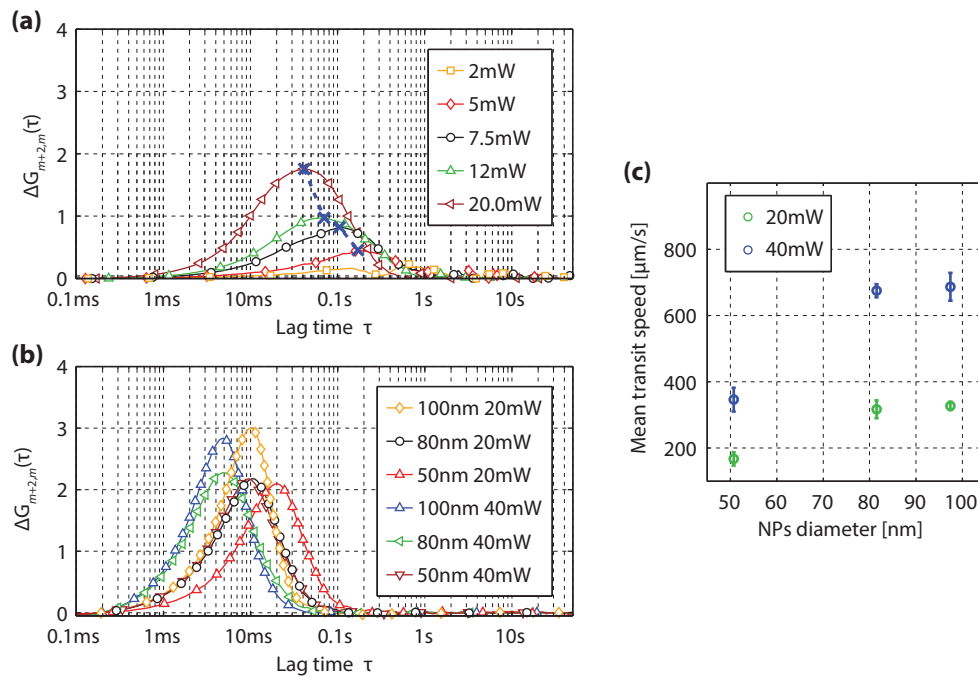 (a)
4
3
2
1
0
ΔG_{m+2,m}(τ)
0.1ms 1ms 10ms 0.1s 1s 10s
Lag time τ
2mW
5mW
7.5mW
12mW
20.0mW
(b)
4
3
2
1
0
ΔG_{m+2,m}(τ)
0.1ms 1ms 10ms 0.1s 1s 10s
Lag time τ
100nm 20mW
80nm 20mW
50nm 20mW
100nm 40mW
80nm 40mW
50nm 40mW
(c)
800
600
400
200
Mean transit speed [μm/s]
50 60 70 80 90 100
NPs diameter [nm]
20mW
40mW